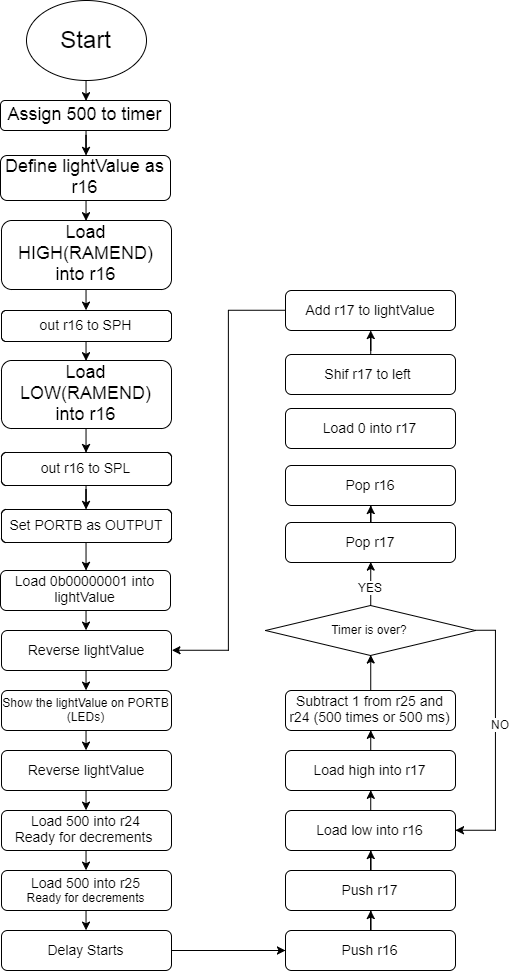 Start
Assign 500 to timer
Define lightValue as
r16
Load
HIGH(RAMEND)
into r16
out r16 to SPH
Load
LOW(RAMEND)
into r16
out r16 to SPL
Set PORTB as OUTPUT
Load 0b00000001 into
lightValue
Reverse lightValue
Show the lightValue on PORTB
(LEDs)
Reverse lightValue
Load 500 into r24
Ready for decrements
Load 500 into r25
Ready for decrements
Delay Starts
Push r16
Push r17
Load low into r16
Load high into r17
Subtract 1 from r25 and
r24 (500 times or 500 ms)
Timer is over?
NO
YES
Pop r17
Pop r16
Load 0 into r17
Shif r17 to left
Add r17 to lightValue